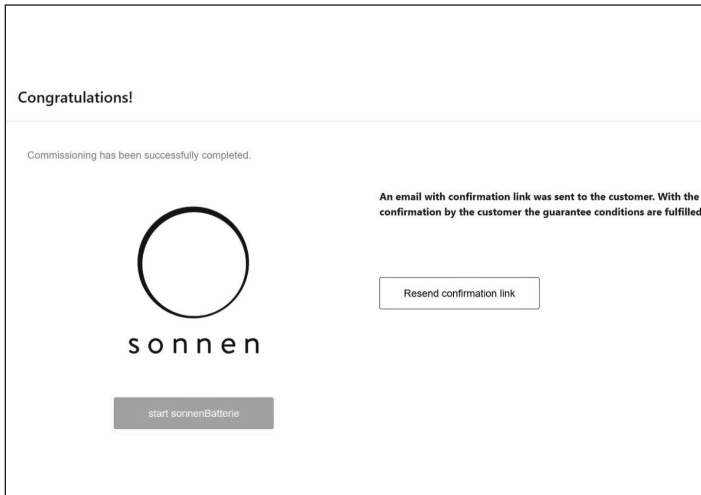 Congratulations!
Commissioning has been successfully completed.
An email with confirmation link was sent to the customer. With the
confirmation by the customer the guarantee conditions are fulfilled
Resend confirmation link
sonnen
start sonnenBatterie